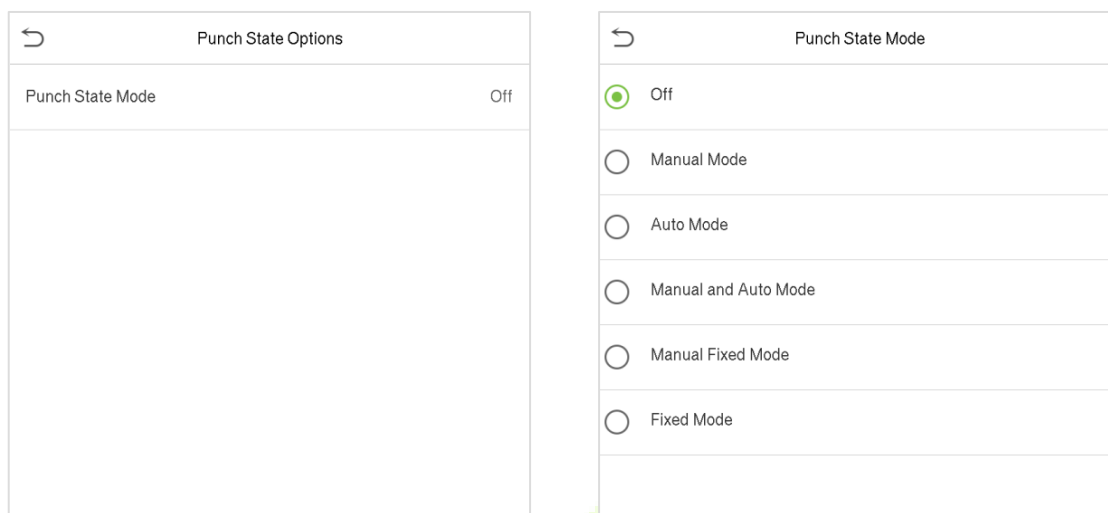 Punch State Options
Punch State Mode Off
Punch State Mode
Off
Manual Mode
Auto Mode
Manual and Auto Mode
Manual Fixed Mode
Fixed Mode